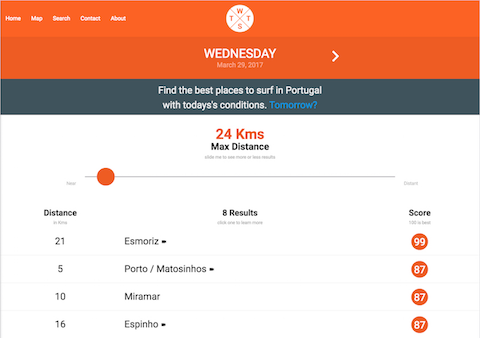 Home Map Search Contact About
W
T T
S
WEDNESDAY
March 29, 2017
Find the best places to surf in Portugal
with todays's conditions. Tomorrow?
24 Kms
Max Distance
slide me to see more or less results
Near Distant
Distance 8 Results Score
in Kms click one to learn more 100 is best
21 Esmoriz 99
5 Porto / Matosinhos 87
10 Miramar 87
16 Espinho 87